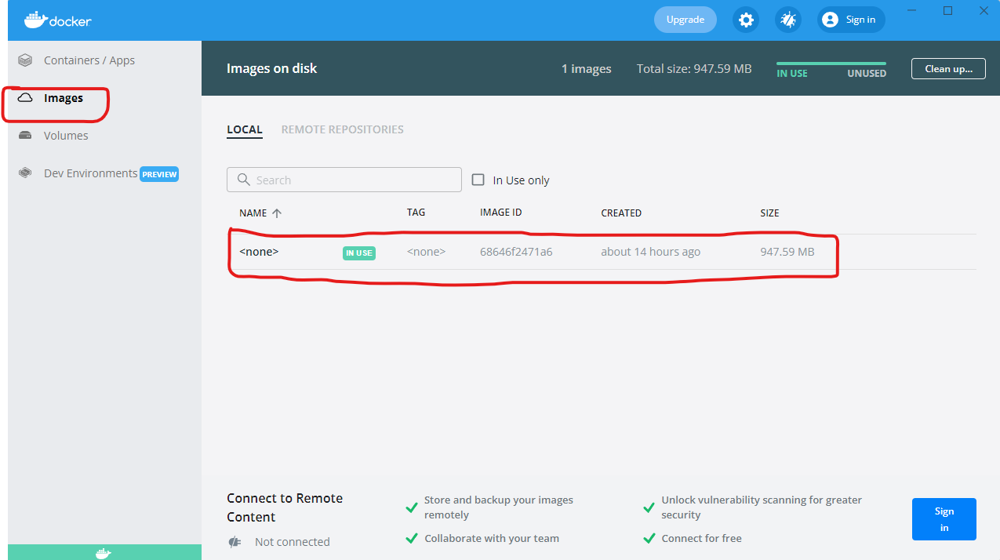 docker
Upgrade
Sign in
Containers / Apps
Images
Volumes
Dev Environments PREVIEW
Images on disk
1 images
Total size: 947.59 MB
IN USE
UNUSED
Clean up...
LOCAL
REMOTE REPOSITORIES
Search
In Use only
NAME TAG IMAGE ID CREATED SIZE
<none> IN USE <none> 68646f2471a6 about 14 hours ago 947.59 MB
Connect to Remote
Content
Not connected
Store and backup your images
remotely
Collaborate with your team
Unlock vulnerability scanning for greater
security
Connect for free
Sign
in